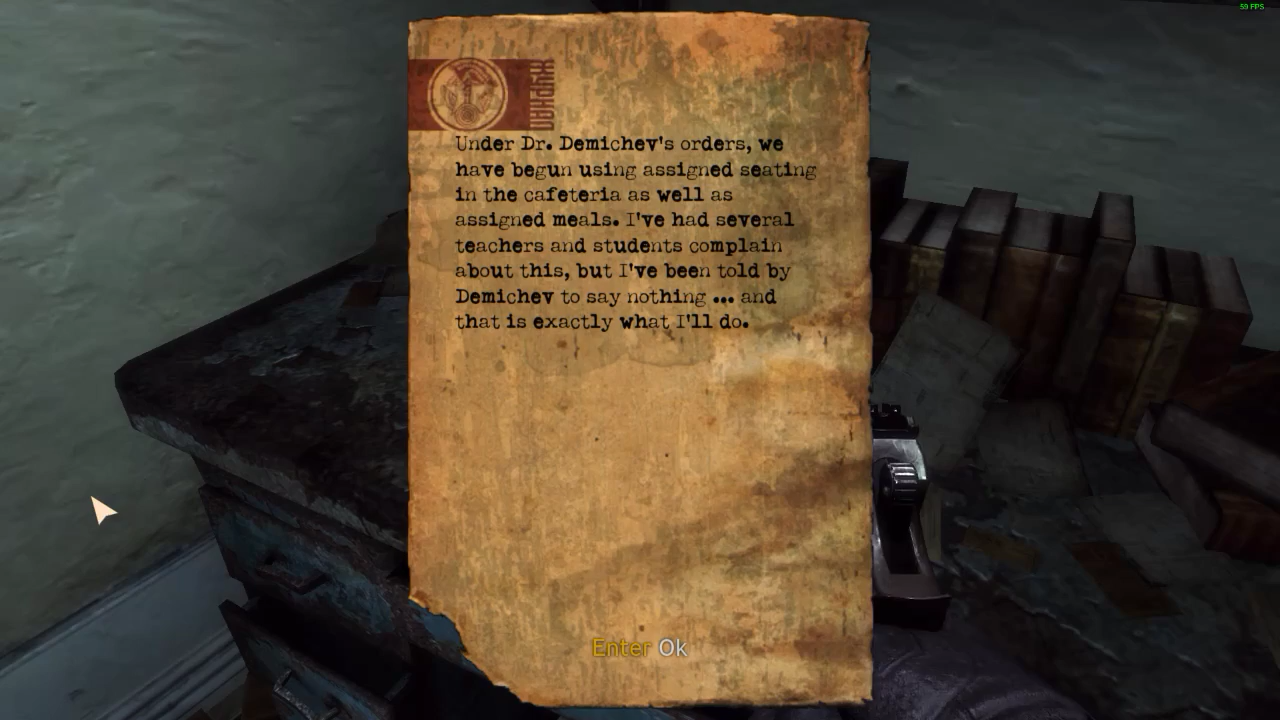 59 FPS
Under Dr. Demichev's orders, we
have begun using assigned seating
in the cafeteria as well as
assigned meals. I've had several
teachers and students complain
about this, but I've been told by
Demichev to say nothing ... and
that is exactly what I'll do.
Enter Ok